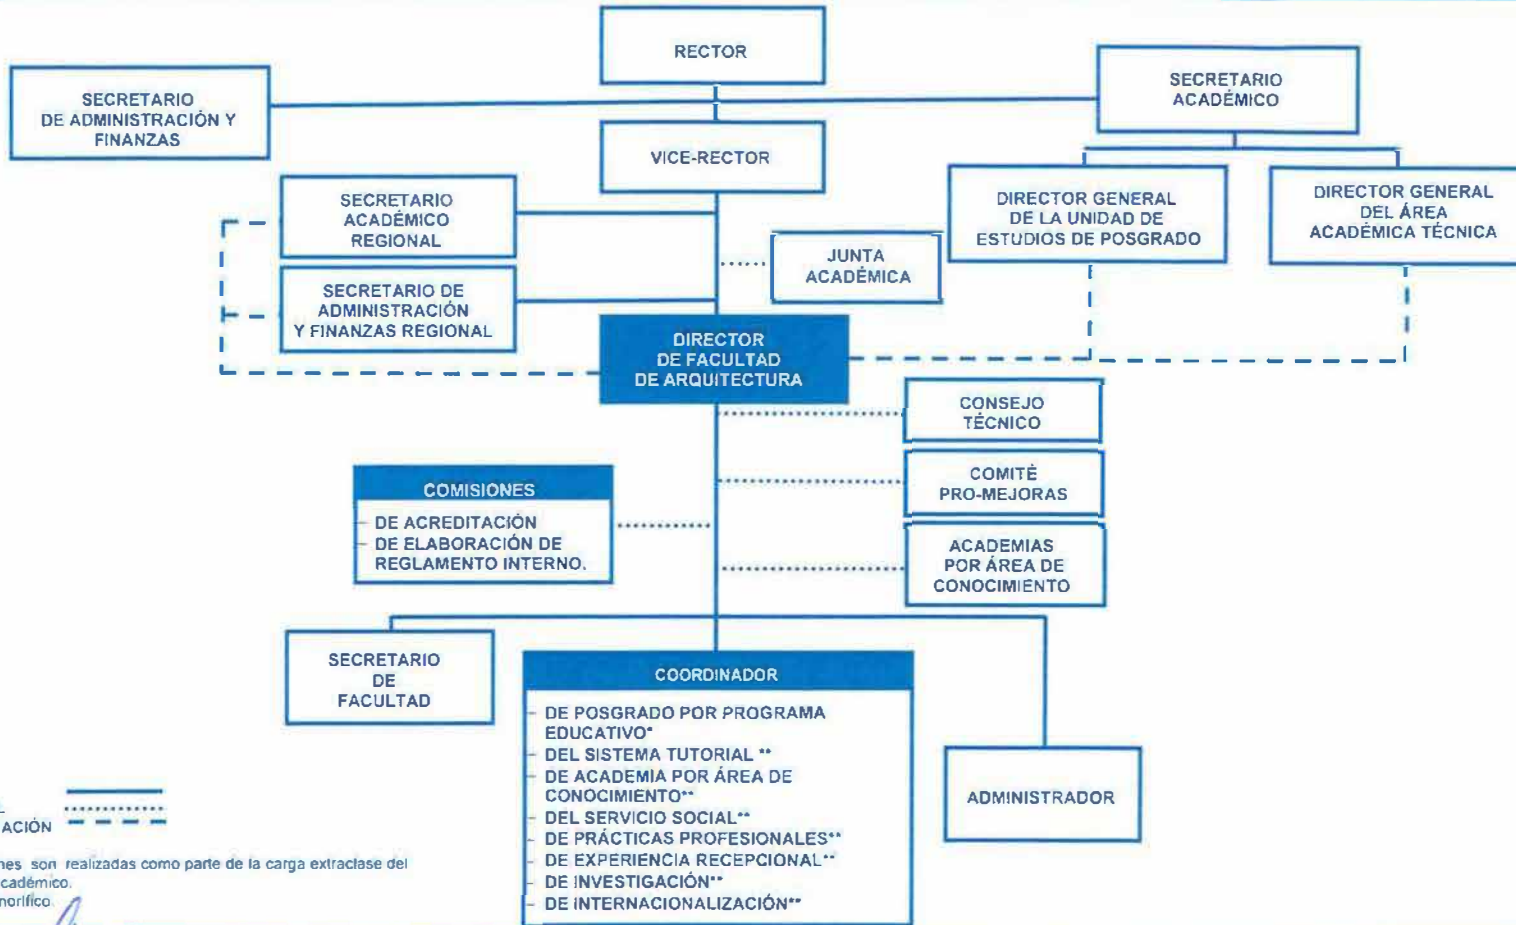 RECTOR
SECRETARIO
DE ADMINISTRACIÓN Y
FINANZAS
SECRETARIO
ACADÉMICO
VICE-RECTOR
SECRETARIO
ACADÉMICO
REGIONAL
DIRECTOR GENERAL
DE LA UNIDAD DE
ESTUDIOS DE POSGRADO
DIRECTOR GENERAL
DEL ÁREA
ACADÉMICA TÉCNICA
JUNTA
ACADÉMICA
SECRETARIO DE
ADMINISTRACIÓN
Y FINANZAS REGIONAL
DIRECTOR
DE FACULTAD
DE ARQUITECTURA
CONSEJO
TÉCNICO
COMITÉ
PRO-MEJORAS
COMISIONES
– DE ACREDITACIÓN
– DE ELABORACIÓN DE
REGLAMENTO INTERNO.
ACADEMIAS
POR ÁREA DE
CONOCIMIENTO
SECRETARIO
DE
FACULTAD
COORDINADOR
– DE POSGRADO POR PROGRAMA
EDUCATIVO*
– DEL SISTEMA TUTORIAL **
– DE ACADEMIA POR ÁREA DE
CONOCIMIENTO**
– DEL SERVICIO SOCIAL**
– DE PRÁCTICAS PROFESIONALES**
– DE EXPERIENCIA RECEPCIONAL**
– DE INVESTIGACIÓN**
– DE INTERNACIONALIZACIÓN**
ADMINISTRADOR
ACIÓN
nes son realizadas como parte de la carga extraclase del
cadémico.
norífico.